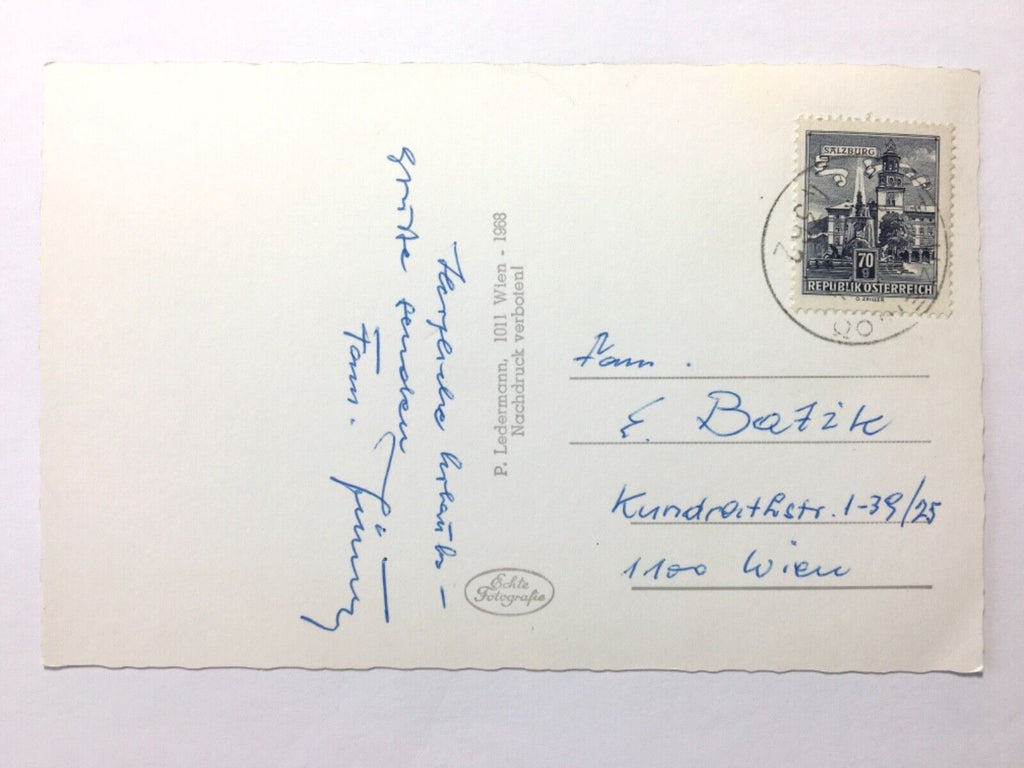 Herzliche Urlaubs-
grüße senden
Fam.
P. Ledermann, 1011 Wien - 1968
Nachdruck verboten!
Echte
Fotografie
SALZBURG
70
g
REPUBLIK ÖSTERREICH
Fam.
E. Bazik
Kundrathstr. 1-39/25
1100 Wien